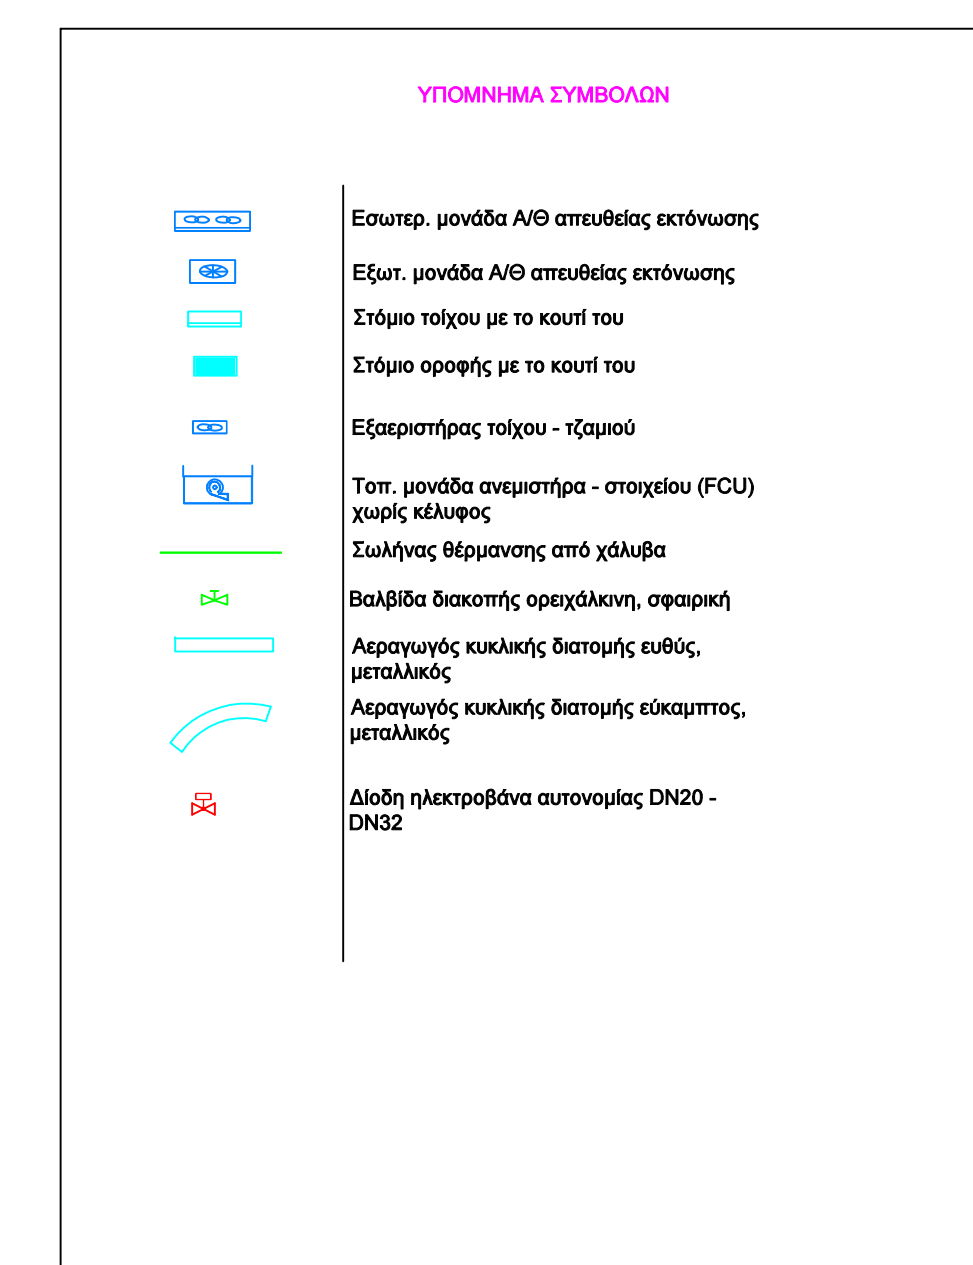 ΥΠΟΜΝΗΜΑ ΣΥΜΒΟΛΩΝ
Εσωτερ. μονάδα Α/Θ απευθείας εκτόνωσης
Εξωτ. μονάδα Α/Θ απευθείας εκτόνωσης
Στόμιο τοίχου με το κουτί του
Στόμιο οροφής με το κουτί του
Εξαεριστήρας τοίχου - τζαμιού
Τοπ. μονάδα ανεμιστήρα - στοιχείου (FCU)
χωρίς κέλυφος
Σωλήνας θέρμανσης από χάλυβα
Βαλβίδα διακοπής ορειχάλκινη, σφαιρική
Αεραγωγός κυκλικής διατομής ευθύς,
μεταλλικός
Αεραγωγός κυκλικής διατομής εύκαμπτος,
μεταλλικός
Δίοδη ηλεκτροβάνα αυτονομίας DN20 -
DN32